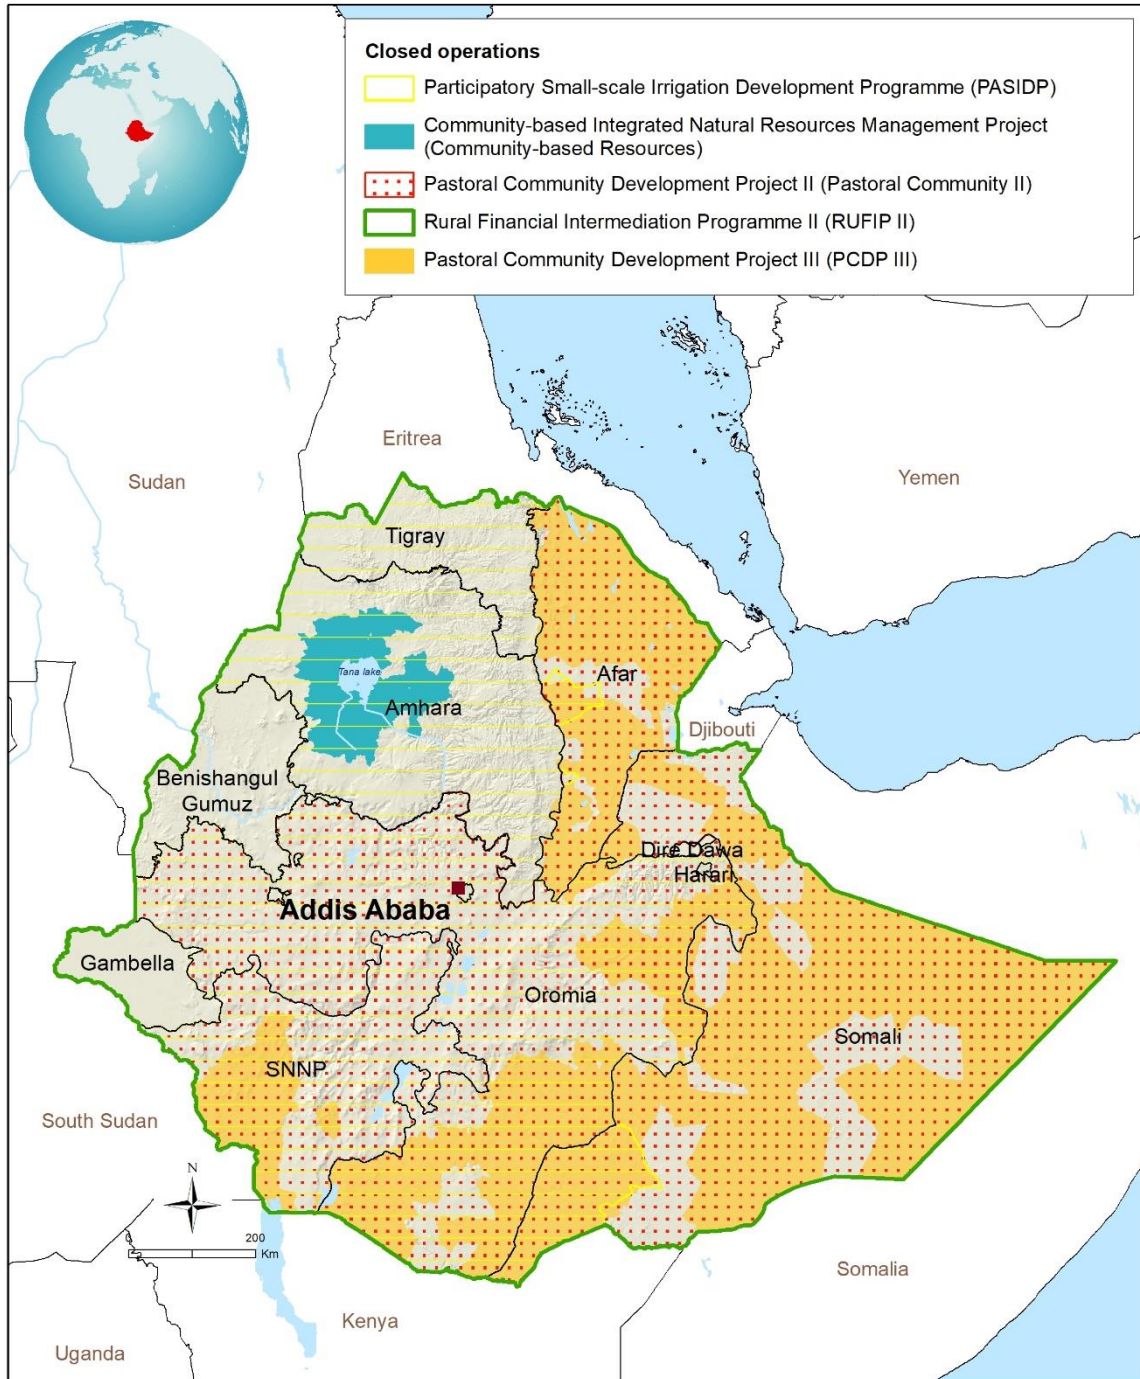 Closed operations
Participatory Small-scale Irrigation Development Programme (PASIDP)
Community-based Integrated Natural Resources Management Project
(Community-based Resources)
Pastoral Community Development Project II (Pastoral Community II)
Rural Financial Intermediation Programme II (RUFIP II)
Pastoral Community Development Project III (PCDP III)
Eritrea
Sudan
Yemen
Tigray
Tana lake
Afar
Amhara
Djibouti
Benishangul
Gumuz
Dire Dawa
Harari
Addis Ababa
Gambella
Oromia
Somali
SNNP
South Sudan
N
0 200
Km
Somalia
Kenya
Uganda